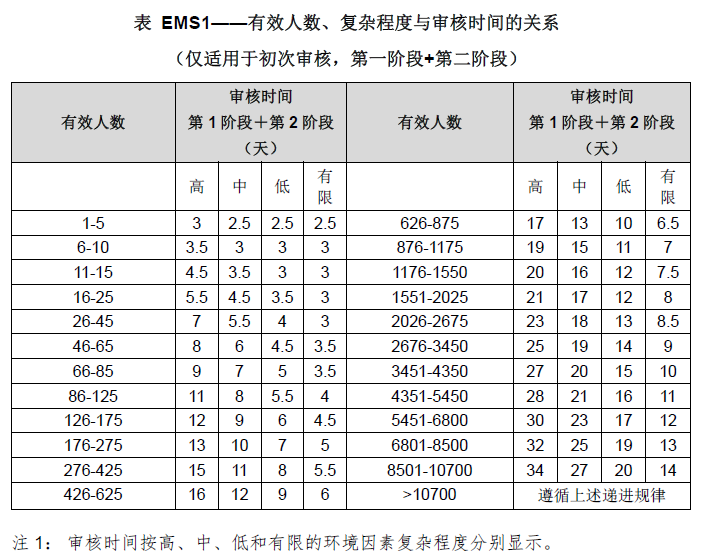 表 EMS1——有效人数、复杂程度与审核时间的关系
（仅适用于初次审核，第一阶段+第二阶段）
有效人数 审核时间 第 1 阶段＋第 2 阶段 （天） 有效人数 审核时间 第 1 阶段＋第 2 阶段 （天）
高 中 低 有限 高 中 低 有限
1-5 3 2.5 2.5 2.5 626-875 17 13 10 6.5
6-10 3.5 3 3 3 876-1175 19 15 11 7
11-15 4.5 3.5 3 3 1176-1550 20 16 12 7.5
16-25 5.5 4.5 3.5 3 1551-2025 21 17 12 8
26-45 7 5.5 4 3 2026-2675 23 18 13 8.5
46-65 8 6 4.5 3.5 2676-3450 25 19 14 9
66-85 9 7 5 3.5 3451-4350 27 20 15 10
86-125 11 8 5.5 4 4351-5450 28 21 16 11
126-175 12 9 6 4.5 5451-6800 30 23 17 12
176-275 13 10 7 5 6801-8500 32 25 19 13
276-425 15 11 8 5.5 8501-10700 34 27 20 14
426-625 16 12 9 6 >10700 遵循上述递进规律
注 1： 审核时间按高、中、低和有限的环境因素复杂程度分别显示。